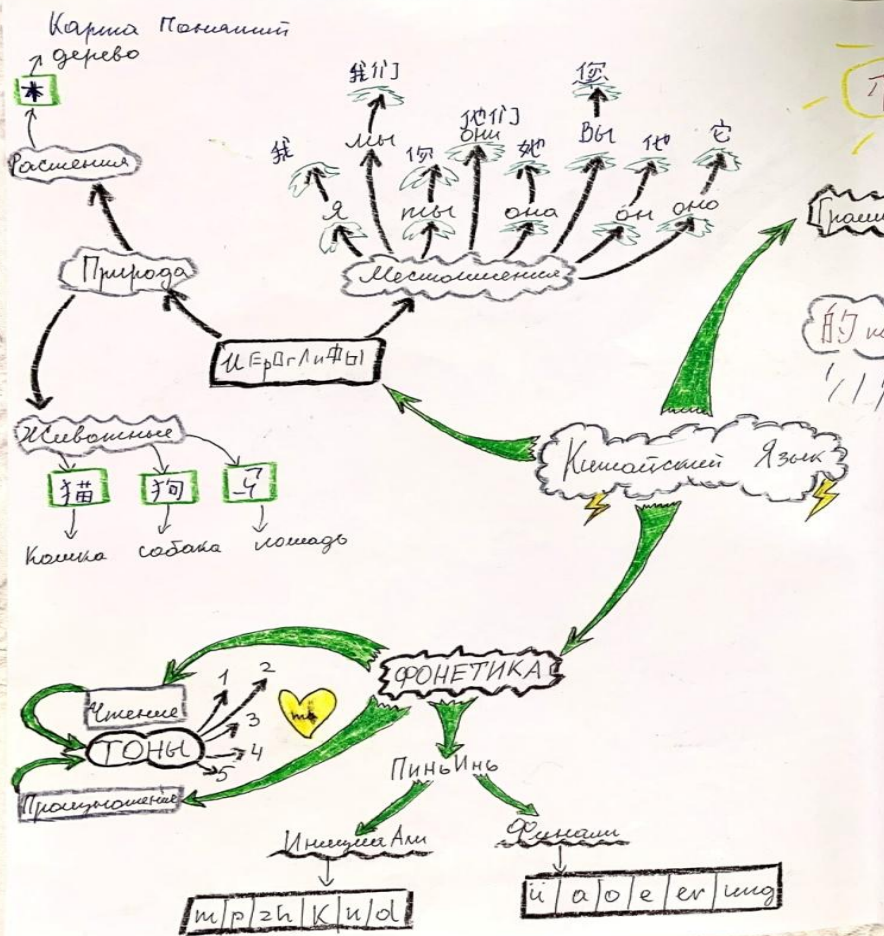 Карта Понятий
дерево
Растения
Природа
Животные
猫
狗
马
кошка
собака
лошадь
ИЕрОгЛиФЫ
我们
мы
我
я
你
ты
他们
они
她
она
您
Вы
他
он
它
оно
Местоимения
Китайский Язык
ФОНЕТИКА
Чтение
ТОНЫ
1
2
3
4
5
Произношение
ma
ПиньИнь
ИнициАли
m|p|zh|k|n|d
Финали
ü|a|o|e|er|